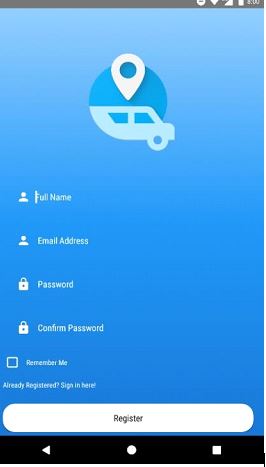 8:00
Full Name
Email Address
Password
Confirm Password
Remember Me
Already Registered? Sign in here!
Register